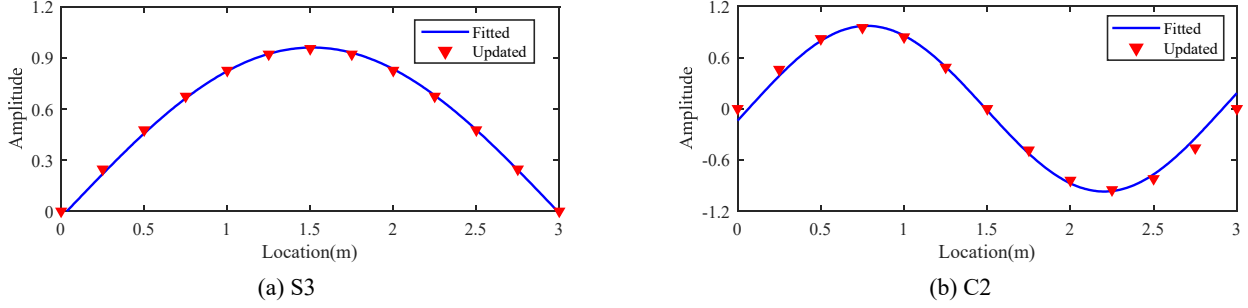 1.2
0.9
0.6
0.3
0
Amplitude
Fitted
Updated
0 0.5 1 1.5 2 2.5 3
Location(m)
(a) S3
1.2
0.6
0
-0.6
-1.2
Amplitude
Fitted
Updated
0 0.5 1 1.5 2 2.5 3
Location(m)
(b) C2